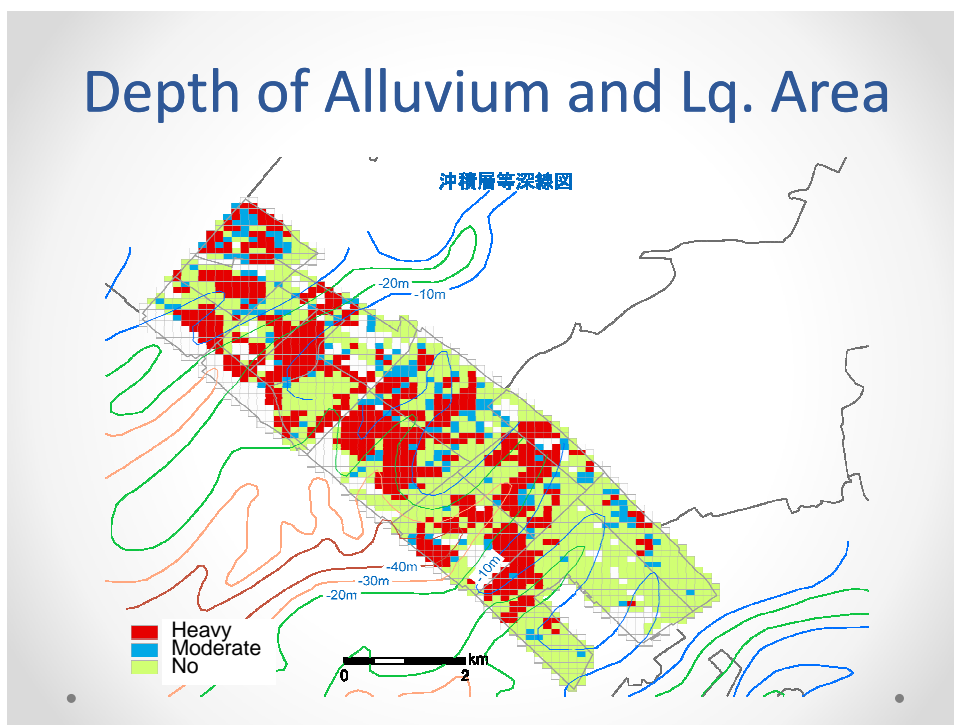 Depth of Alluvium and Lq. Area
沖積層等深線図
-20m
-10m
-10m
-40m
-30m
-20m
Heavy
Moderate
No
km
0
2